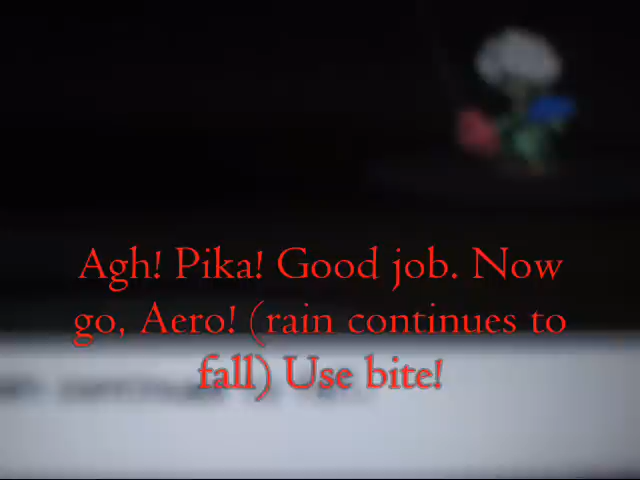 Agh! Pika! Good job. Now
go, Aero! (rain continues to
fall) Use bite!